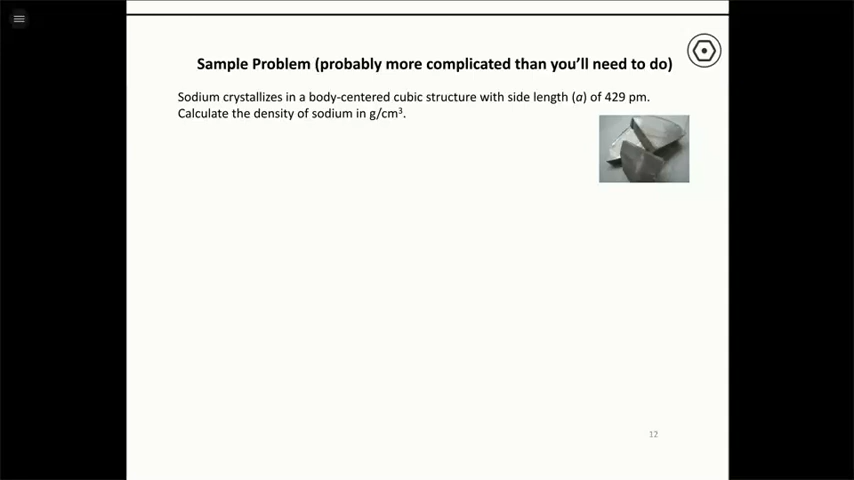 Sample Problem (probably more complicated than you’ll need to do)
Sodium crystallizes in a body-centered cubic structure with side length (a) of 429 pm.
Calculate the density of sodium in g/cm³.
12